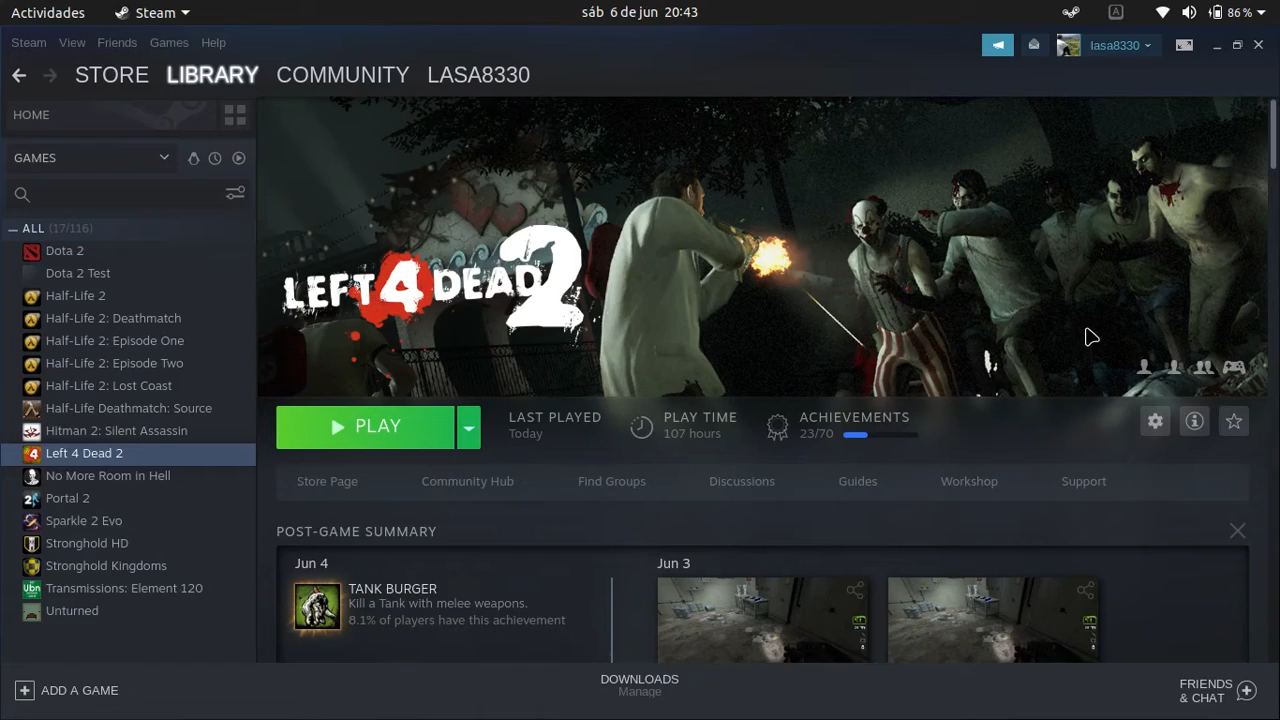 Actividades
Steam
sáb 6 de jun 20:43
A
86 %
Steam View Friends Games Help
lasa8330
STORE LIBRARY COMMUNITY LASA8330
HOME
GAMES
ALL (17/116)
Dota 2
Dota 2 Test
Half-Life 2
Half-Life 2: Deathmatch
Half-Life 2: Episode One
Half-Life 2: Episode Two
Half-Life 2: Lost Coast
Half-Life Deathmatch: Source
Hitman 2: Silent Assassin
Left 4 Dead 2
No More Room in Hell
Portal 2
Sparkle 2 Evo
Stronghold HD
Stronghold Kingdoms
Ubn
Transmissions: Element 120
Unturned
LEFT 4 DEAD 2
PLAY
LAST PLAYED
Today
PLAY TIME
107 hours
ACHIEVEMENTS
23/70
Store Page Community Hub Find Groups Discussions Guides Workshop Support
POST-GAME SUMMARY
Jun 4
TANK BURGER
Kill a Tank with melee weapons.
8.1% of players have this achievement
Jun 3
ADD A GAME
DOWNLOADS
Manage
FRIENDS
& CHAT